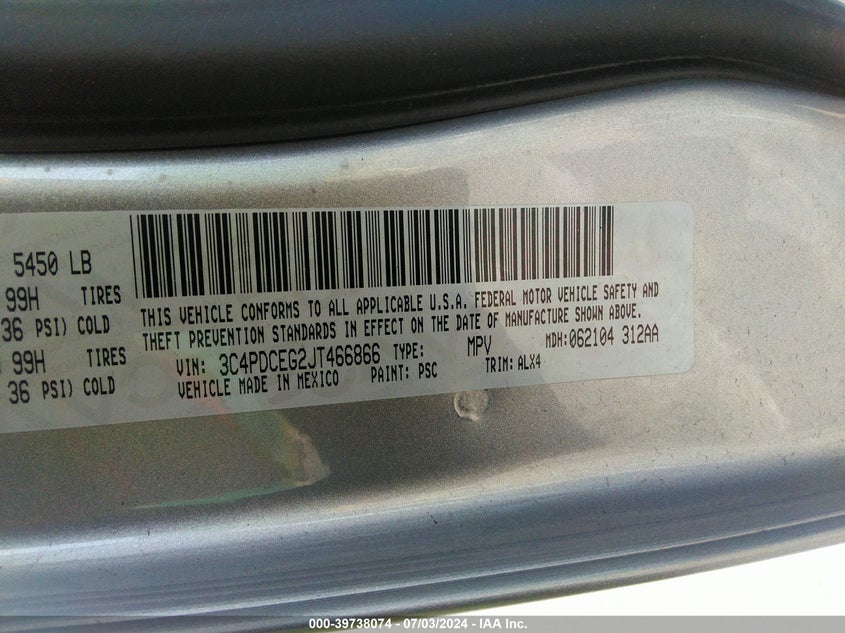 5450 LB
99H TIRES
36 PSI) COLD
99H TIRES
36 PSI) COLD
THIS VEHICLE CONFORMS TO ALL APPLICABLE U.S.A. FEDERAL MOTOR VEHICLE SAFETY AND
THEFT PREVENTION STANDARDS IN EFFECT ON THE DATE OF MANUFACTURE SHOWN ABOVE.
VIN: 3C4PDCEG2JT466866 TYPE: MPV MDH:062104 312AA
VEHICLE MADE IN MEXICO PAINT: PSC TRIM:ALX4
000-39738074 - 07/03/2024 - IAA Inc.